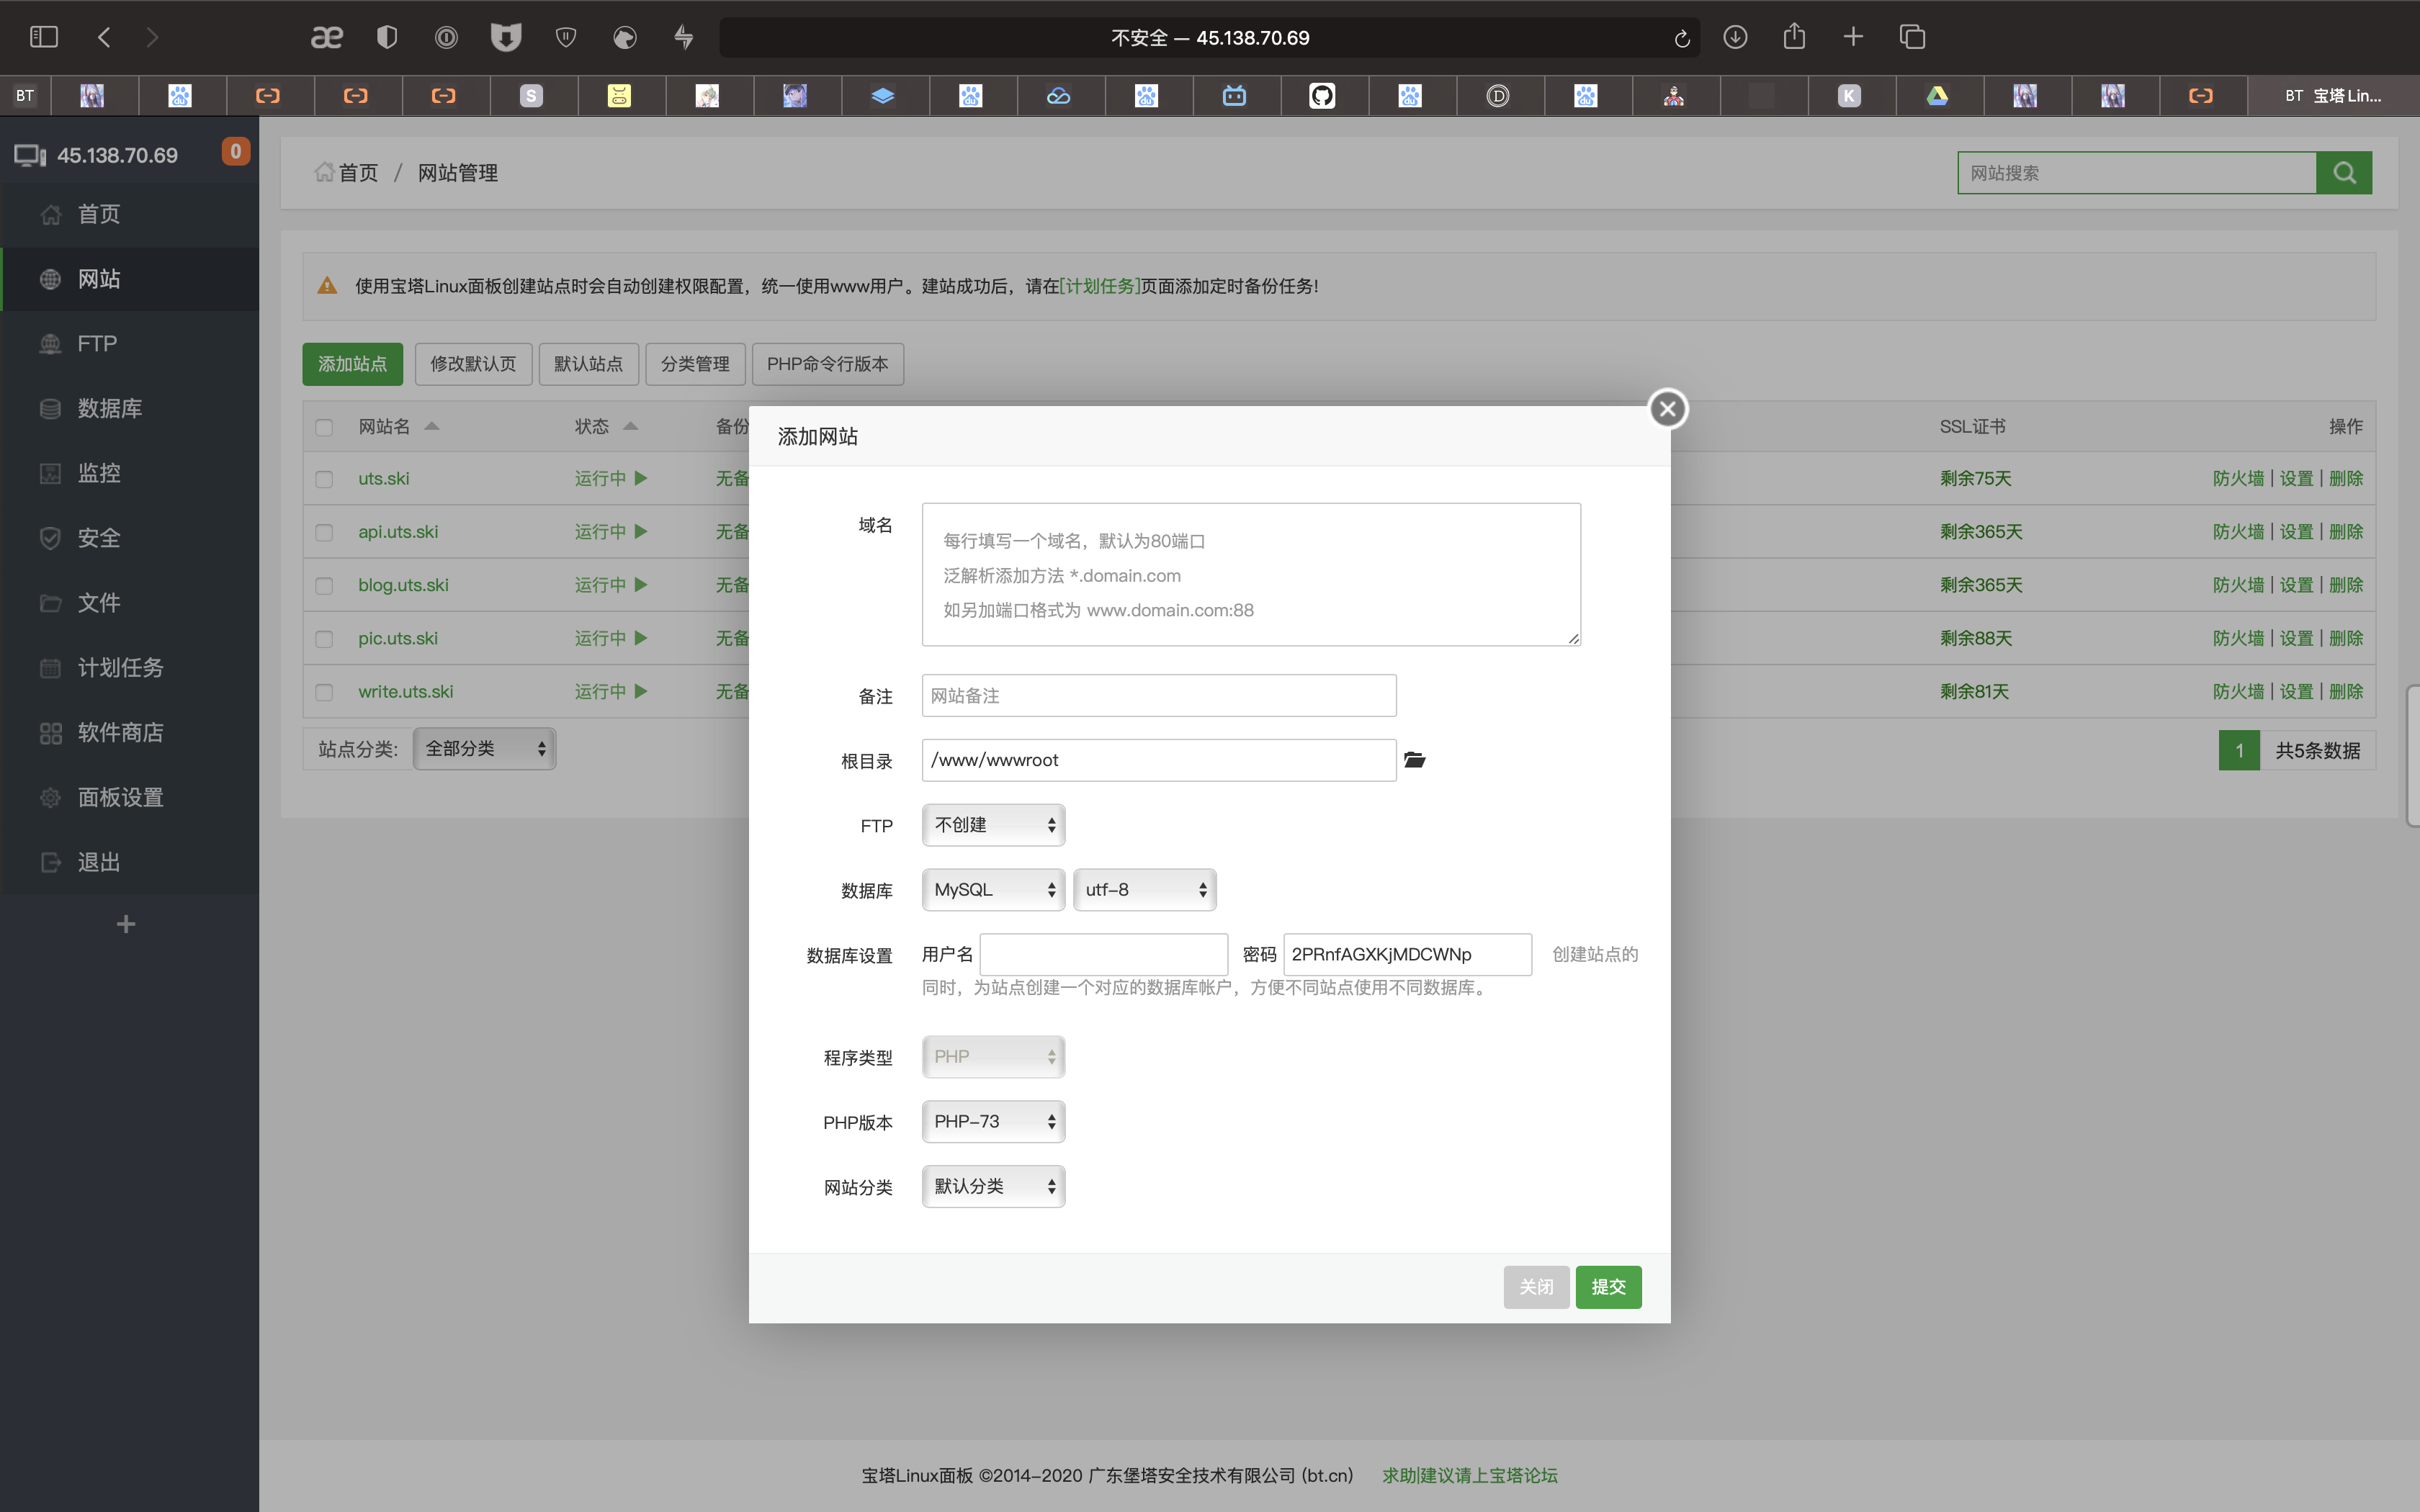 不安全 — 45.138.70.69
BT
S
D
K
BT 宝塔Lin...
45.138.70.69
0
首页
网站
FTP
数据库
监控
安全
文件
计划任务
软件商店
面板设置
退出
首页 / 网站管理
网站搜索
使用宝塔Linux面板创建站点时会自动创建权限配置，统一使用www用户。建站成功后，请在[计划任务]页面添加定时备份任务!
添加站点 修改默认页 默认站点 分类管理 PHP命令行版本
网站名 状态 备份 SSL证书 操作
uts.ski 运行中 无备 剩余75天 防火墙 | 设置 | 删除
api.uts.ski 运行中 无备 剩余365天 防火墙 | 设置 | 删除
blog.uts.ski 运行中 无备 剩余365天 防火墙 | 设置 | 删除
pic.uts.ski 运行中 无备 剩余88天 防火墙 | 设置 | 删除
write.uts.ski 运行中 无备 剩余81天 防火墙 | 设置 | 删除
站点分类: 全部分类
1 共5条数据
添加网站
域名
每行填写一个域名，默认为80端口
泛解析添加方法 *.domain.com
如另加端口格式为 www.domain.com:88
备注 网站备注
根目录 /www/wwwroot
FTP 不创建
数据库 MySQL utf-8
数据库设置 用户名 密码 2PRnfAGXKjMDCWNp 创建站点的
同时，为站点创建一个对应的数据库帐户，方便不同站点使用不同数据库。
程序类型 PHP
PHP版本 PHP-73
网站分类 默认分类
关闭 提交
宝塔Linux面板 ©2014-2020 广东堡塔安全技术有限公司 (bt.cn) 求助|建议请上宝塔论坛